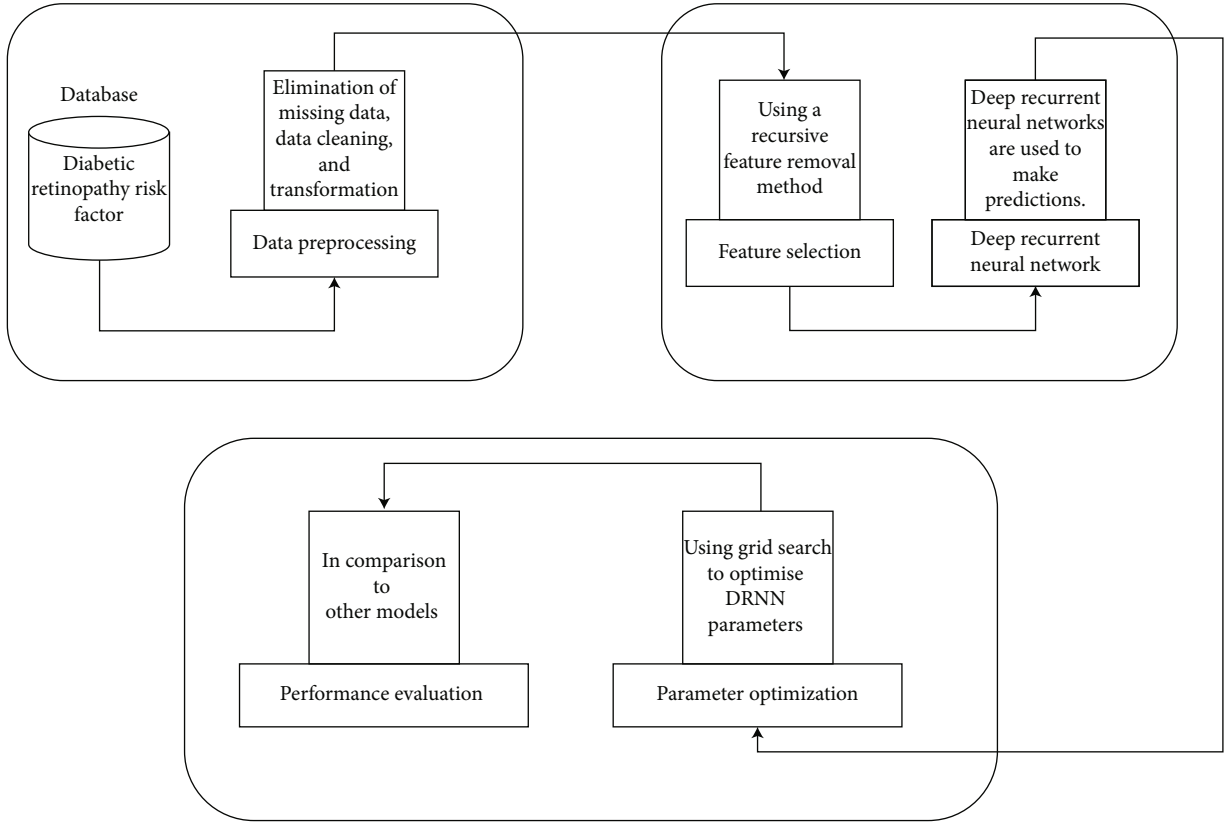 Database
Diabetic
retinopathy risk
factor
Elimination of
missing data,
data cleaning,
and
transformation
Data preprocessing
Using a
recursive
feature removal
method
Feature selection
Deep recurrent
neural networks
are used to
make
predictions.
Deep recurrent
neural network
In comparison
to
other models
Performance evaluation
Using grid search
to optimise
DRNN
parameters
Parameter optimization